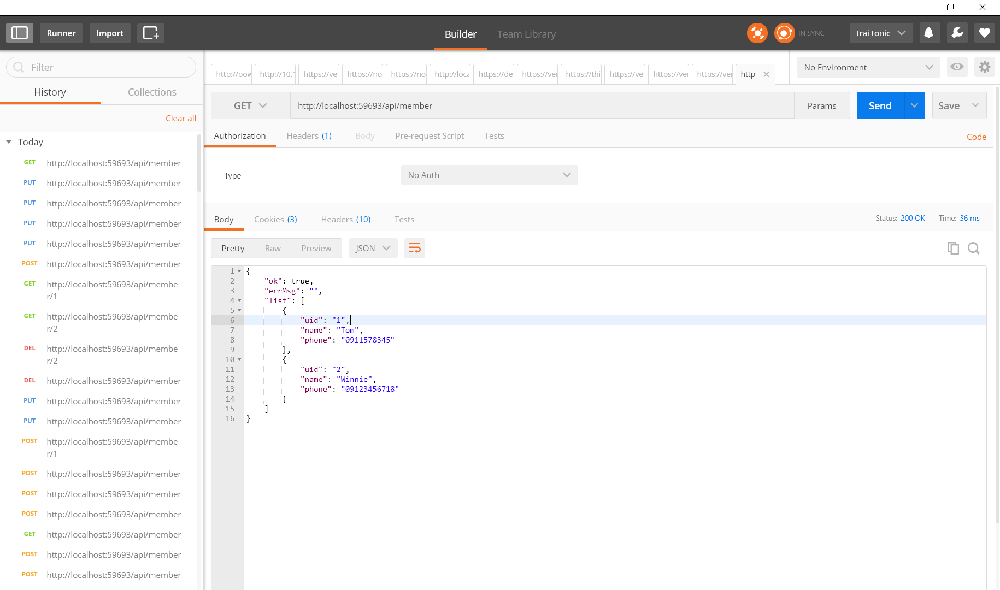 Runner
Import
Builder
Team Library
IN SYNC
trai tonic
Filter
History
Collections
Clear all
Today
GET http://localhost:59693/api/member
PUT http://localhost:59693/api/member
PUT http://localhost:59693/api/member
PUT http://localhost:59693/api/member
PUT http://localhost:59693/api/member
POST http://localhost:59693/api/member
GET http://localhost:59693/api/membe
r/1
GET http://localhost:59693/api/membe
r/2
DEL http://localhost:59693/api/membe
r/2
DEL http://localhost:59693/api/member
PUT http://localhost:59693/api/member
PUT http://localhost:59693/api/member
POST http://localhost:59693/api/membe
r/1
POST http://localhost:59693/api/member
POST http://localhost:59693/api/member
POST http://localhost:59693/api/member
GET http://localhost:59693/api/member
POST http://localhost:59693/api/member
POST http://localhost:59693/api/member
http://pov http://10. https://ve https://no https://no http://loca https://de https://ve https://thi https://ve https://ve https://ve http
No Environment
GET http://localhost:59693/api/member Params Send Save
Authorization Headers (1) Body Pre-request Script Tests Code
Type No Auth
Body Cookies (3) Headers (10) Tests Status: 200 OK Time: 36 ms
Pretty Raw Preview JSON
1 {
2 "ok": true,
3 "errMsg": "",
4 "list": [
5 {
6 "uid": "1",
7 "name": "Tom",
8 "phone": "0911578345"
9 },
10 {
11 "uid": "2",
12 "name": "Winnie",
13 "phone": "09123456718"
14 }
15 ]
16 }